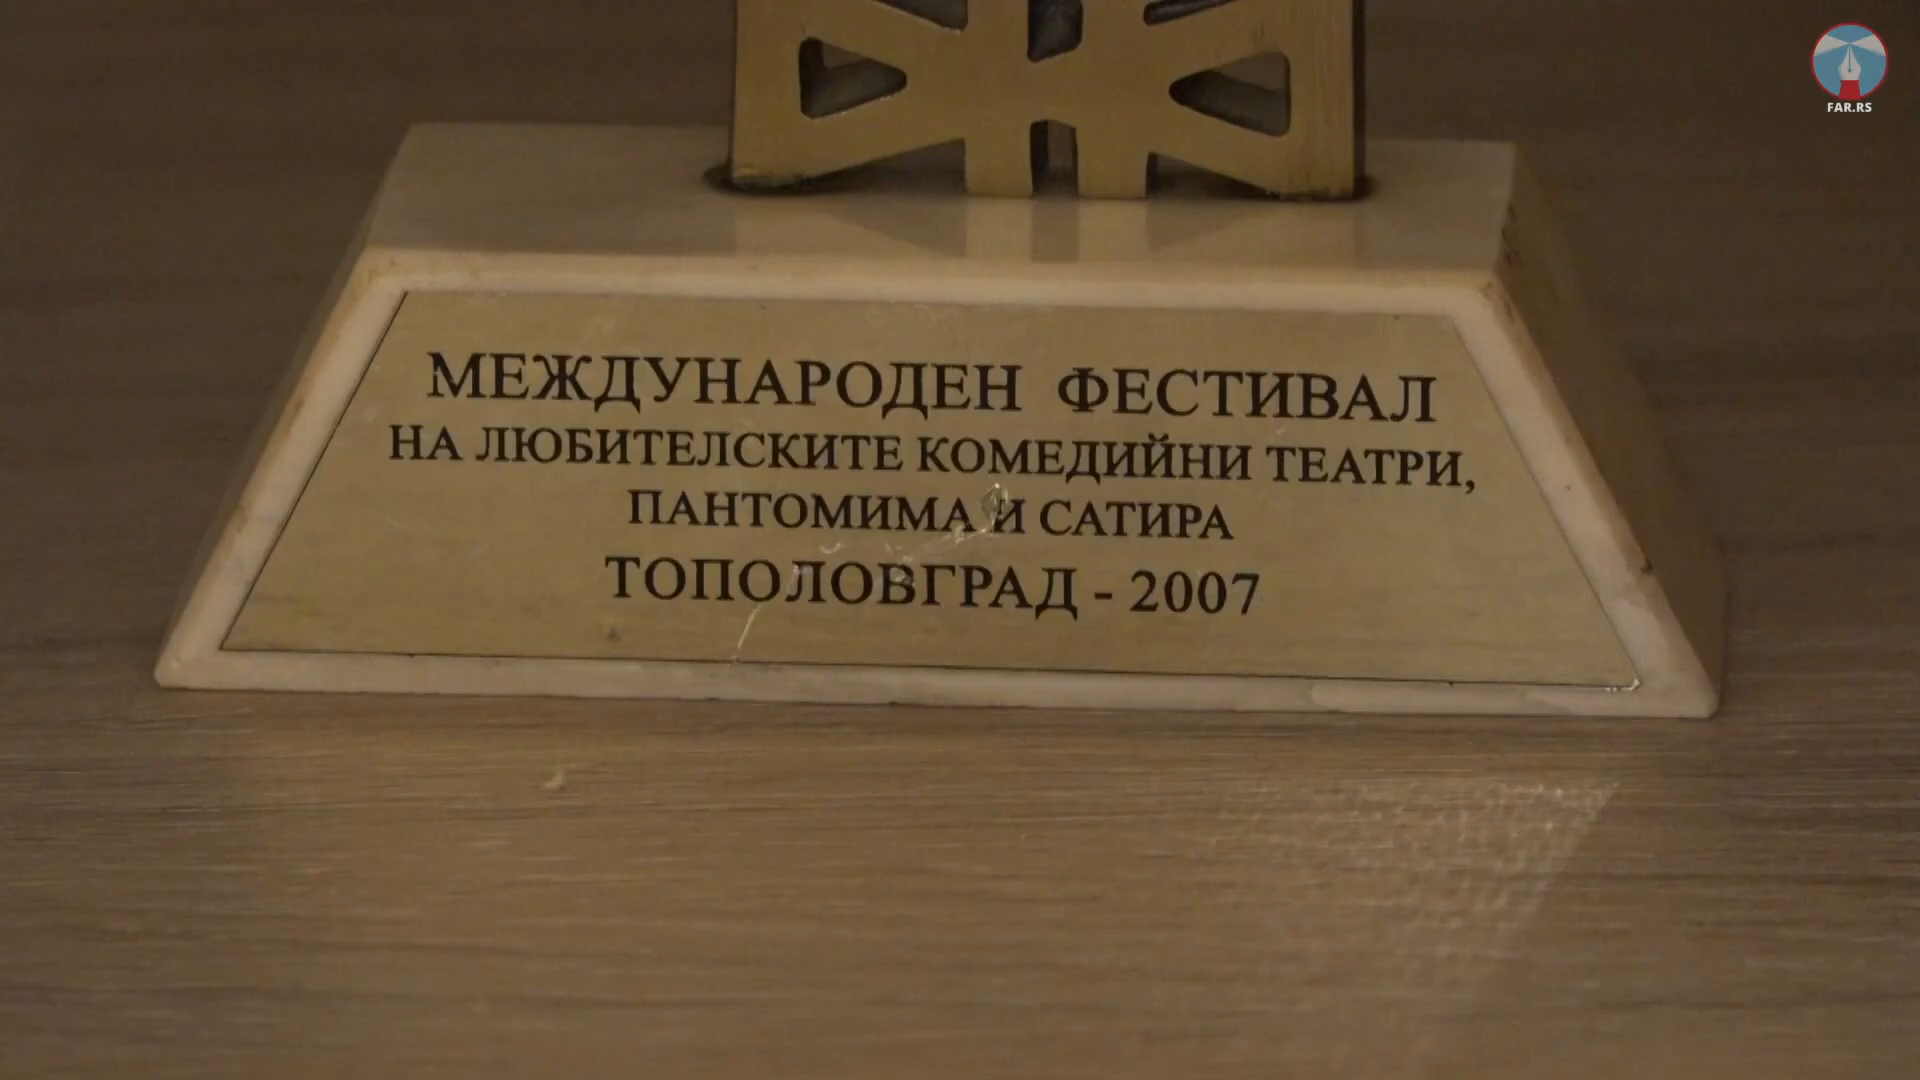 FAR.RS
МЕЖДУНАРОДЕН ФЕСТИВАЛ
НА ЛЮБИТЕЛСКИТЕ КОМЕДИЙНИ ТЕАТРИ,
ПАНТОМИМА И САТИРА
ТОПОЛОВГРАД - 2007